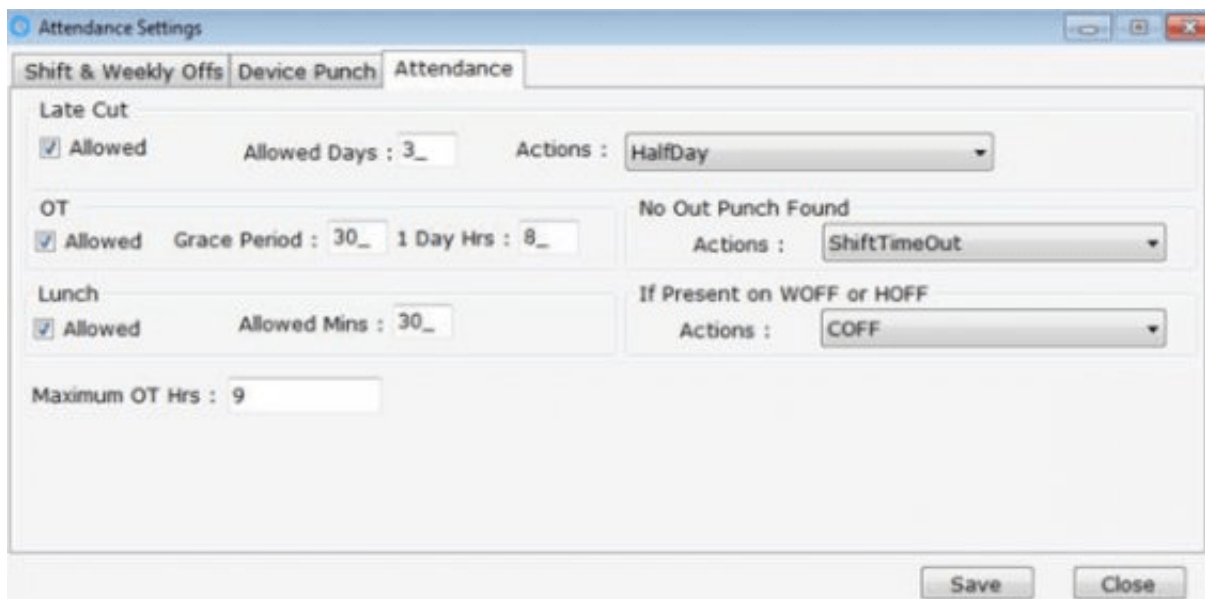 Attendance Settings
Shift & Weekly Offs Device Punch Attendance
Late Cut
Allowed Allowed Days : 3_ Actions : HalfDay
OT
Allowed Grace Period : 30_ 1 Day Hrs : 8_
No Out Punch Found
Actions : ShiftTimeOut
Lunch
Allowed Allowed Mins : 30_
If Present on WOFF or HOFF
Actions : COFF
Maximum OT Hrs : 9
Save Close